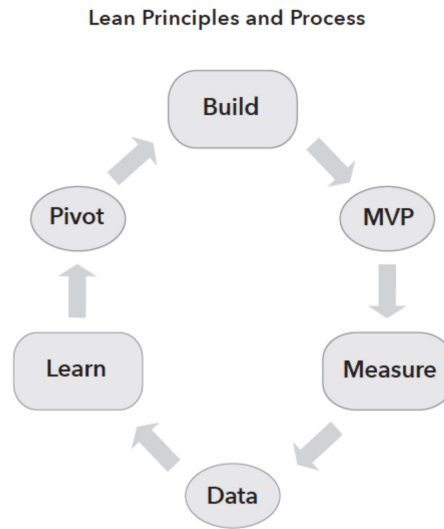 Lean Principles and Process
Build
MVP
Measure
Data
Learn
Pivot